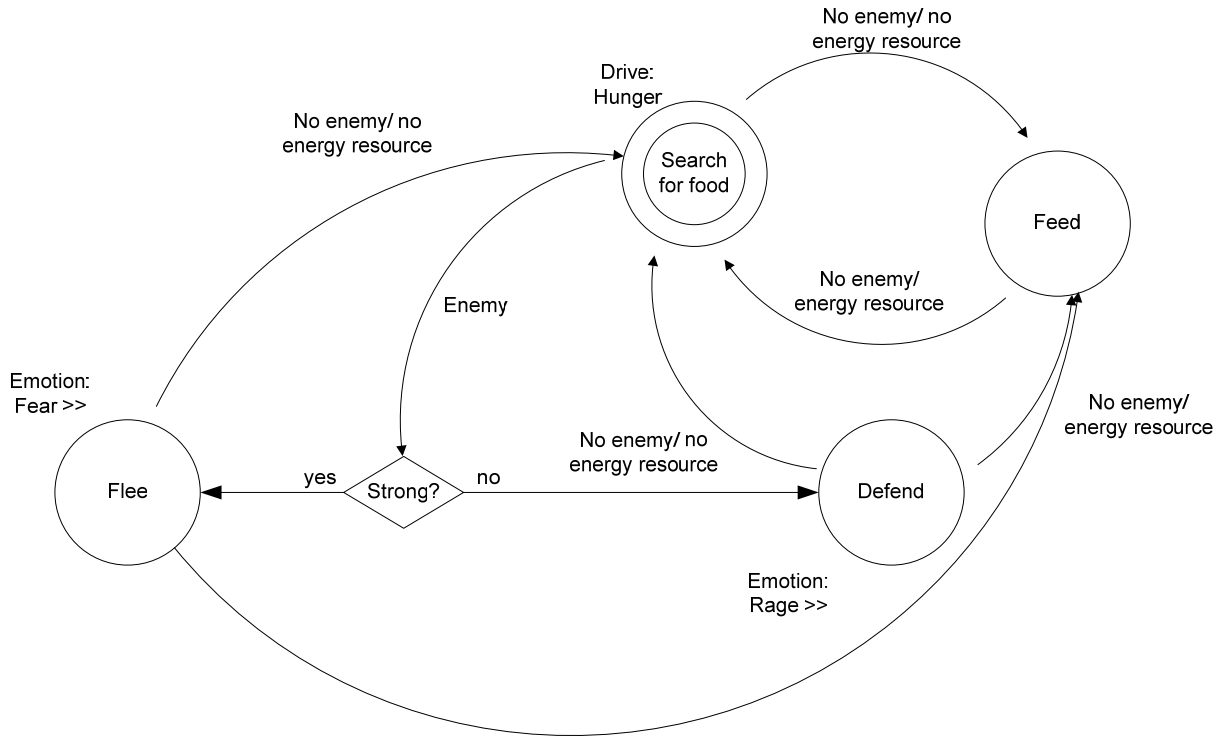 No enemy/ no
energy resource
Drive:
Hunger
No enemy/ no
energy resource
Search
for food
Feed
No enemy/
energy resource
Enemy
Emotion:
Fear >>
No enemy/
energy resource
No enemy/ no
energy resource
Flee
yes
Strong?
no
Defend
Emotion:
Rage >>